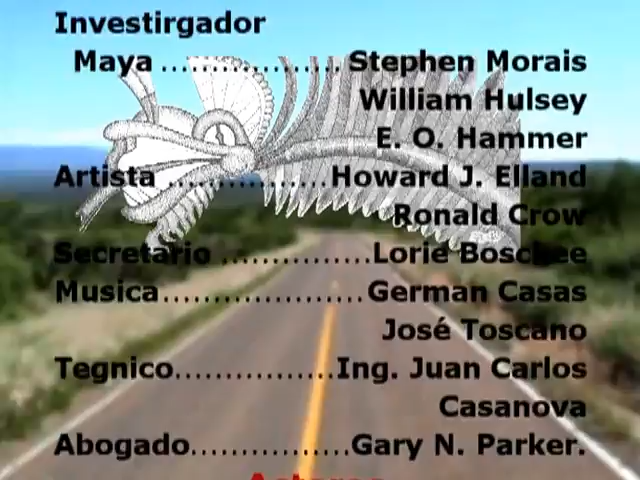 Investirgador
Maya .................. Stephen Morais
William Hulsey
E. O. Hammer
Artista ................Howard J. Elland
Ronald Crow
Secretario ...............Lorie Boschee
Musica....................German Casas
José Toscano
Tegnico................Ing. Juan Carlos
Casanova
Abogado................Gary N. Parker.
Actores